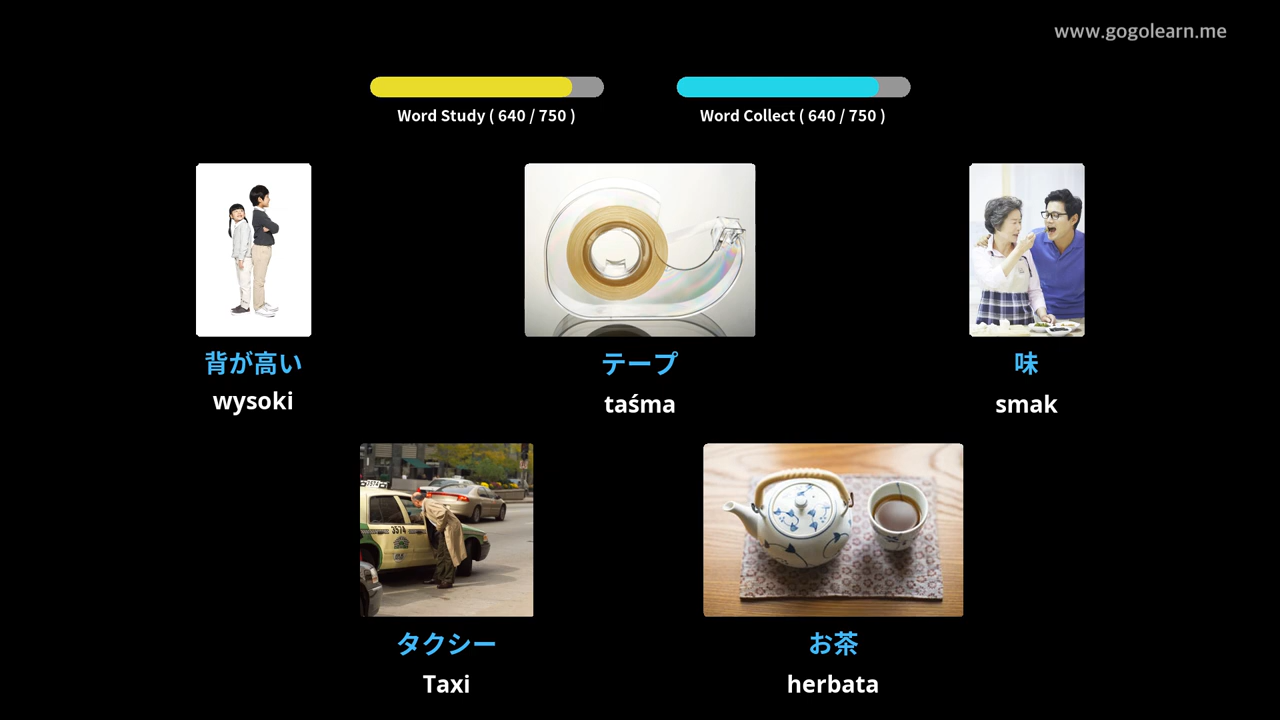 www.gogolearn.me
Word Study ( 640 / 750 )
Word Collect ( 640 / 750 )
背が高い
wysoki
テープ
taśma
味
smak
3574
タクシー
Taxi
お茶
herbata